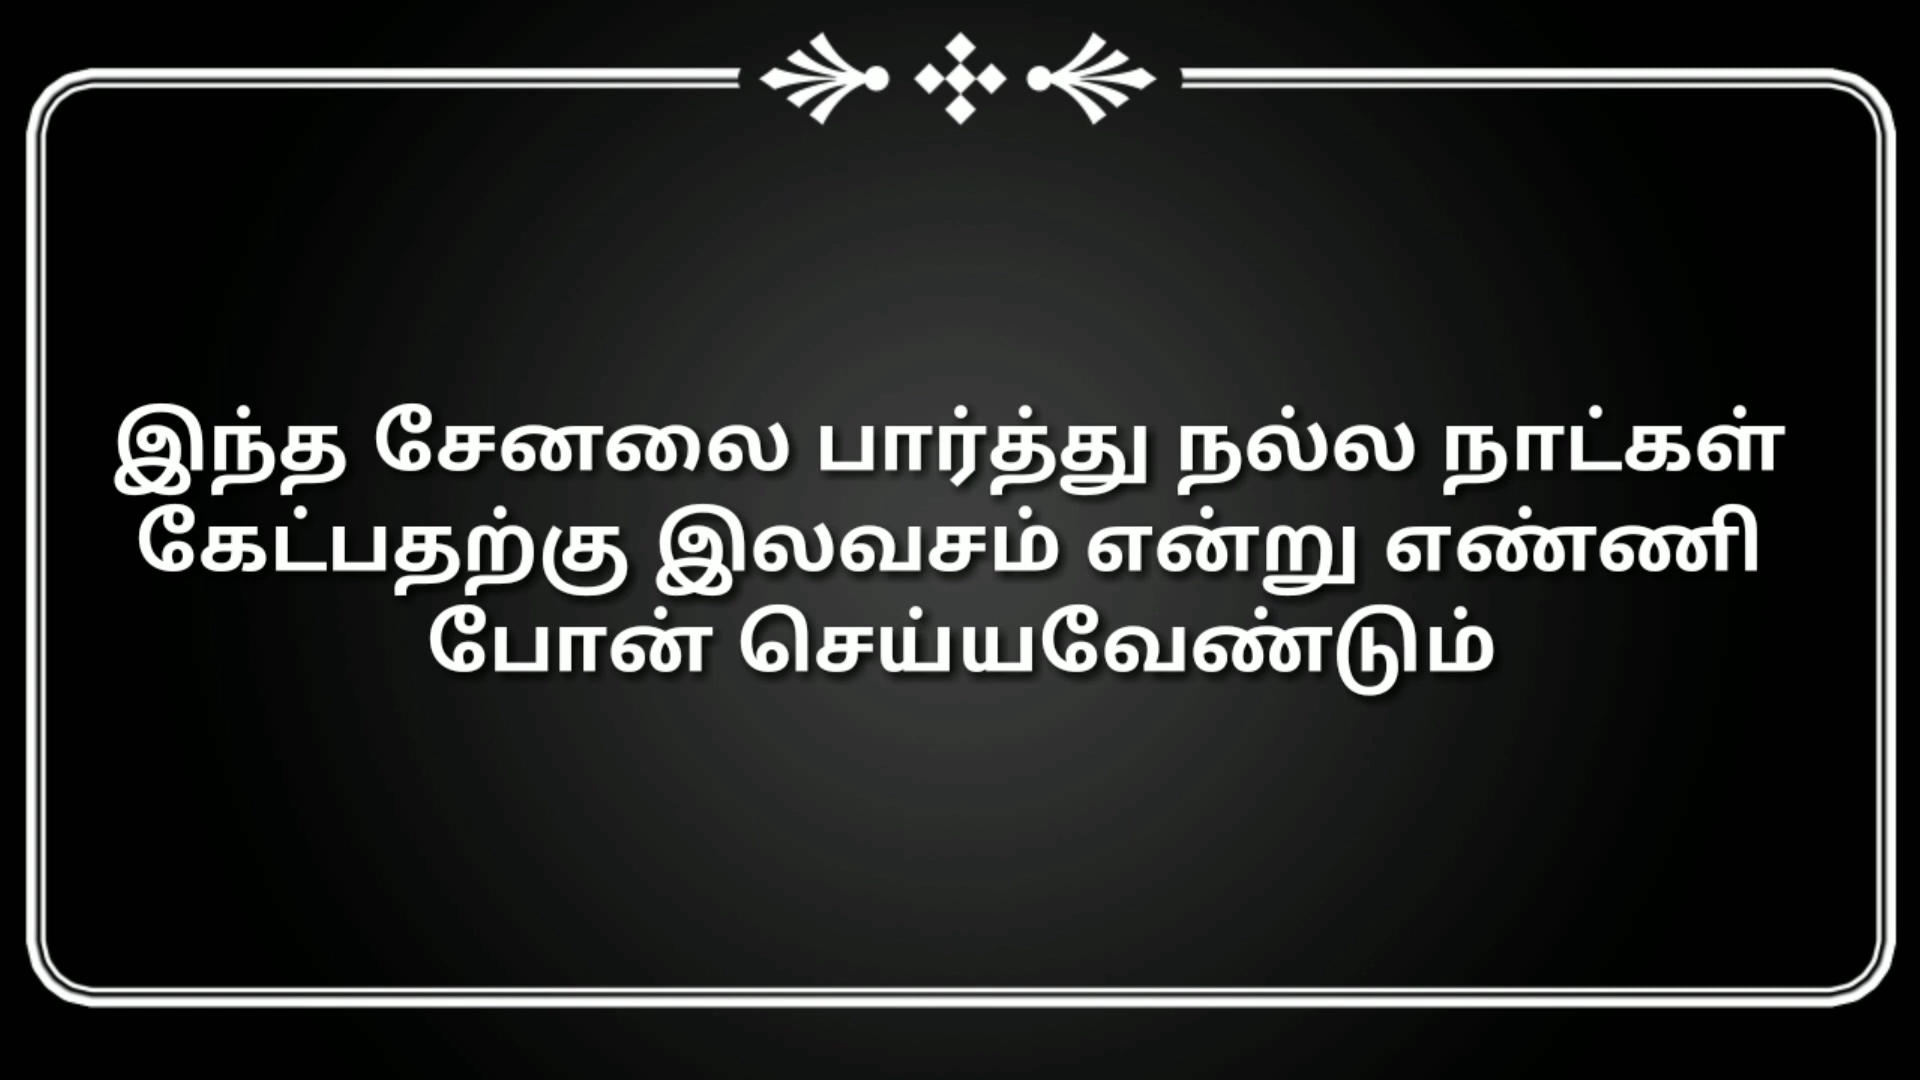 இந்த சேனலை பார்த்து நல்ல நாட்கள்
கேட்பதற்கு இலவசம் என்று எண்ணி
போன் செய்யவேண்டும்